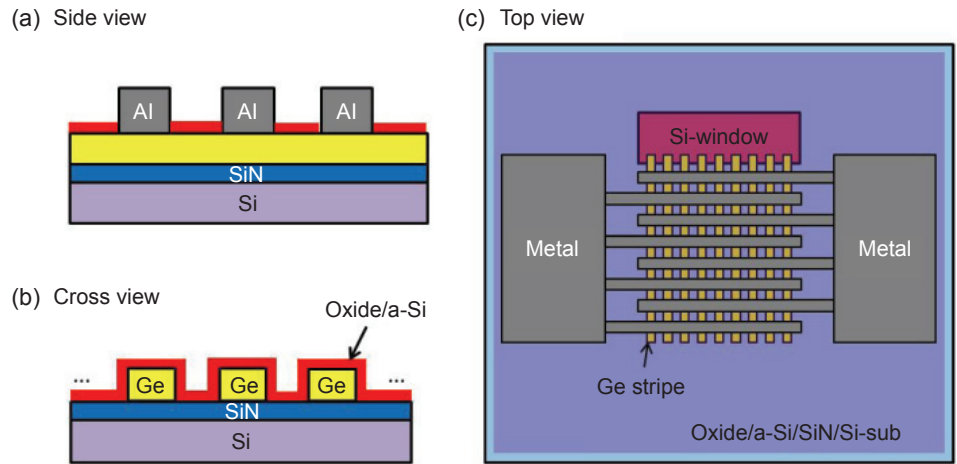 (a) Side view
Al Al Al
SiN
Si
(b) Cross view
Oxide/a-Si
... ...
Ge Ge Ge
SiN
Si
(c) Top view
Si-window
Metal Metal
Ge stripe
Oxide/a-Si/SiN/Si-sub